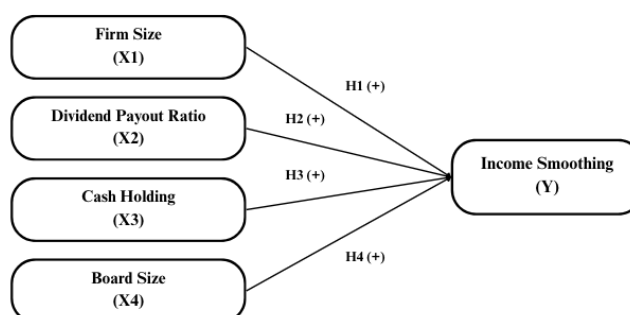 Firm Size
(X1)
H1 (+)
Dividend Payout Ratio
(X2)
H2 (+)
Income Smoothing
(Y)
Cash Holding
(X3)
H3 (+)
Board Size
(X4)
H4 (+)